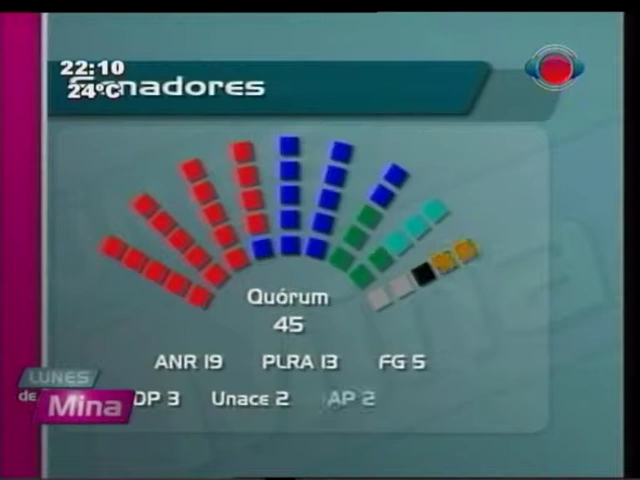 22:10
24°C
Senadores
Quórum
45
ANR 19 PLRA 13 FG 5
DP 3 Unace 2 AP 2
LUNES
de
Mina